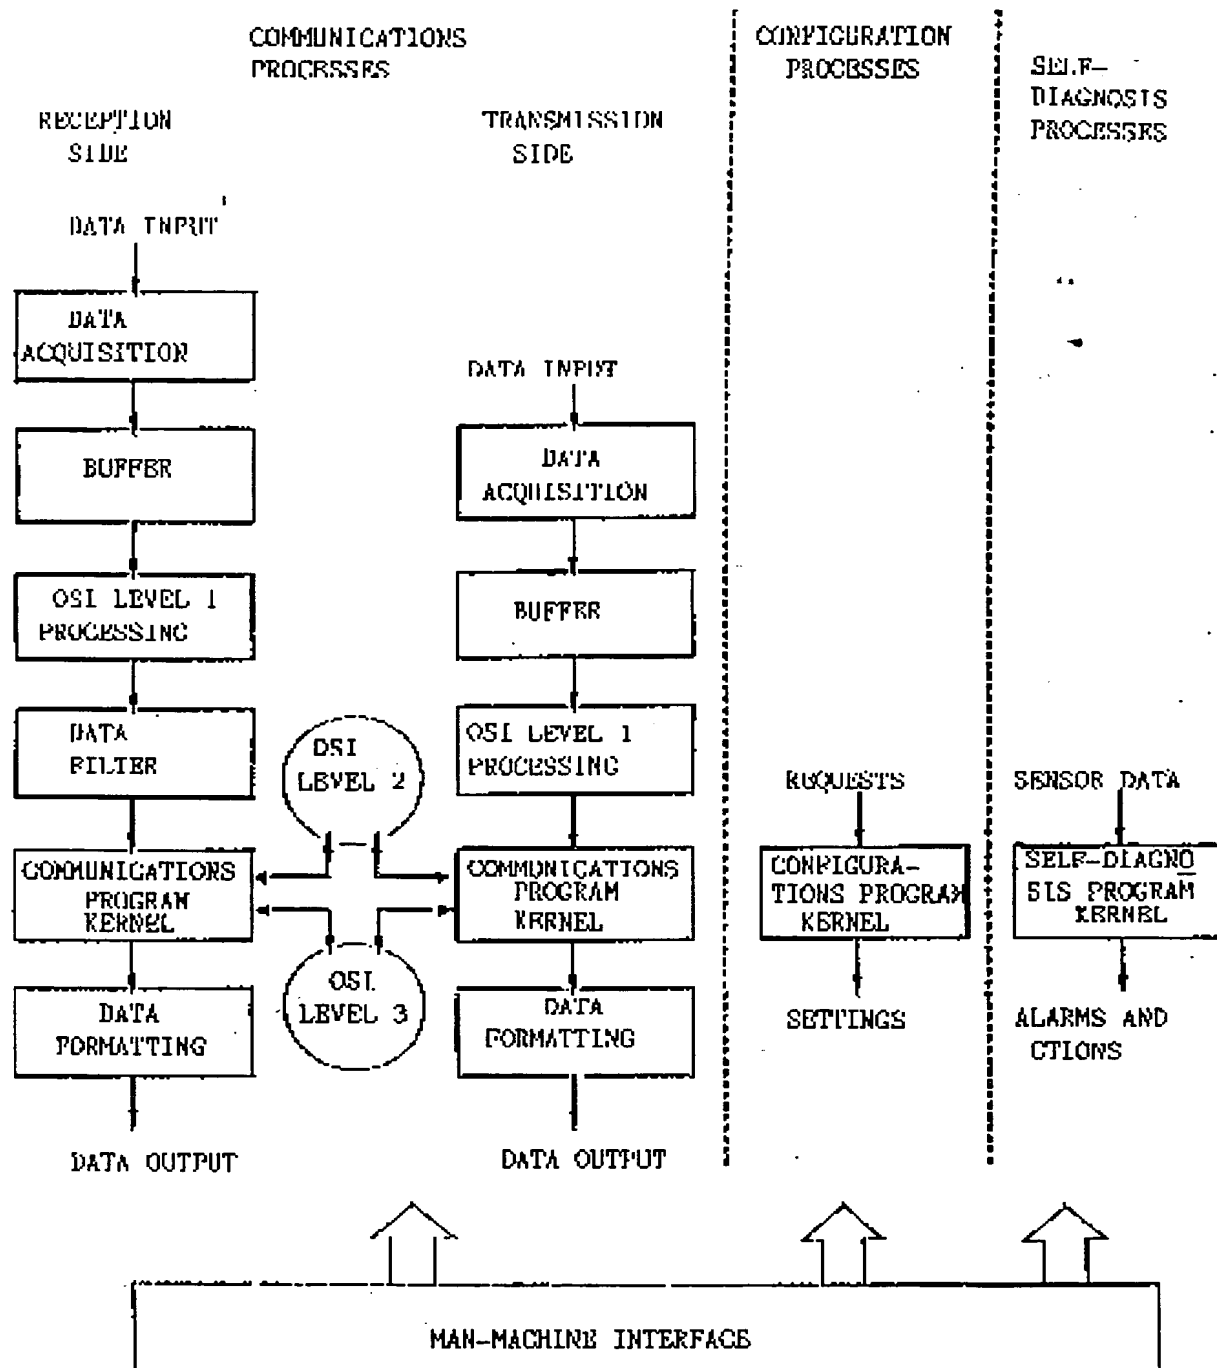 COMMUNICATIONS
PROCESSES
CONFIGURATION
PROCESSES
SELF-
DIAGNOSIS
PROCESSES
RECEPTION
SIDE
TRANSMISSION
SIDE
DATA INPUT
DATA
ACQUISITION
BUFFER
OSI LEVEL 1
PROCESSING
DATA
FILTER
COMMUNICATIONS
PROGRAM
KERNEL
DATA
FORMATTING
DATA OUTPUT
OSI
LEVEL 2
OSI
LEVEL 3
DATA INPUT
DATA
ACQUISITION
BUFFER
OSI LEVEL 1
PROCESSING
COMMUNICATIONS
PROGRAM
KERNEL
DATA
FORMATTING
DATA OUTPUT
REQUESTS
CONFIGURA-
TIONS PROGRAM
KERNEL
SETTINGS
SENSOR DATA
SELF-DIAGNO
SIS PROGRAM
KERNEL
ALARMS AND
CTIONS
MAN-MACHINE INTERFACE